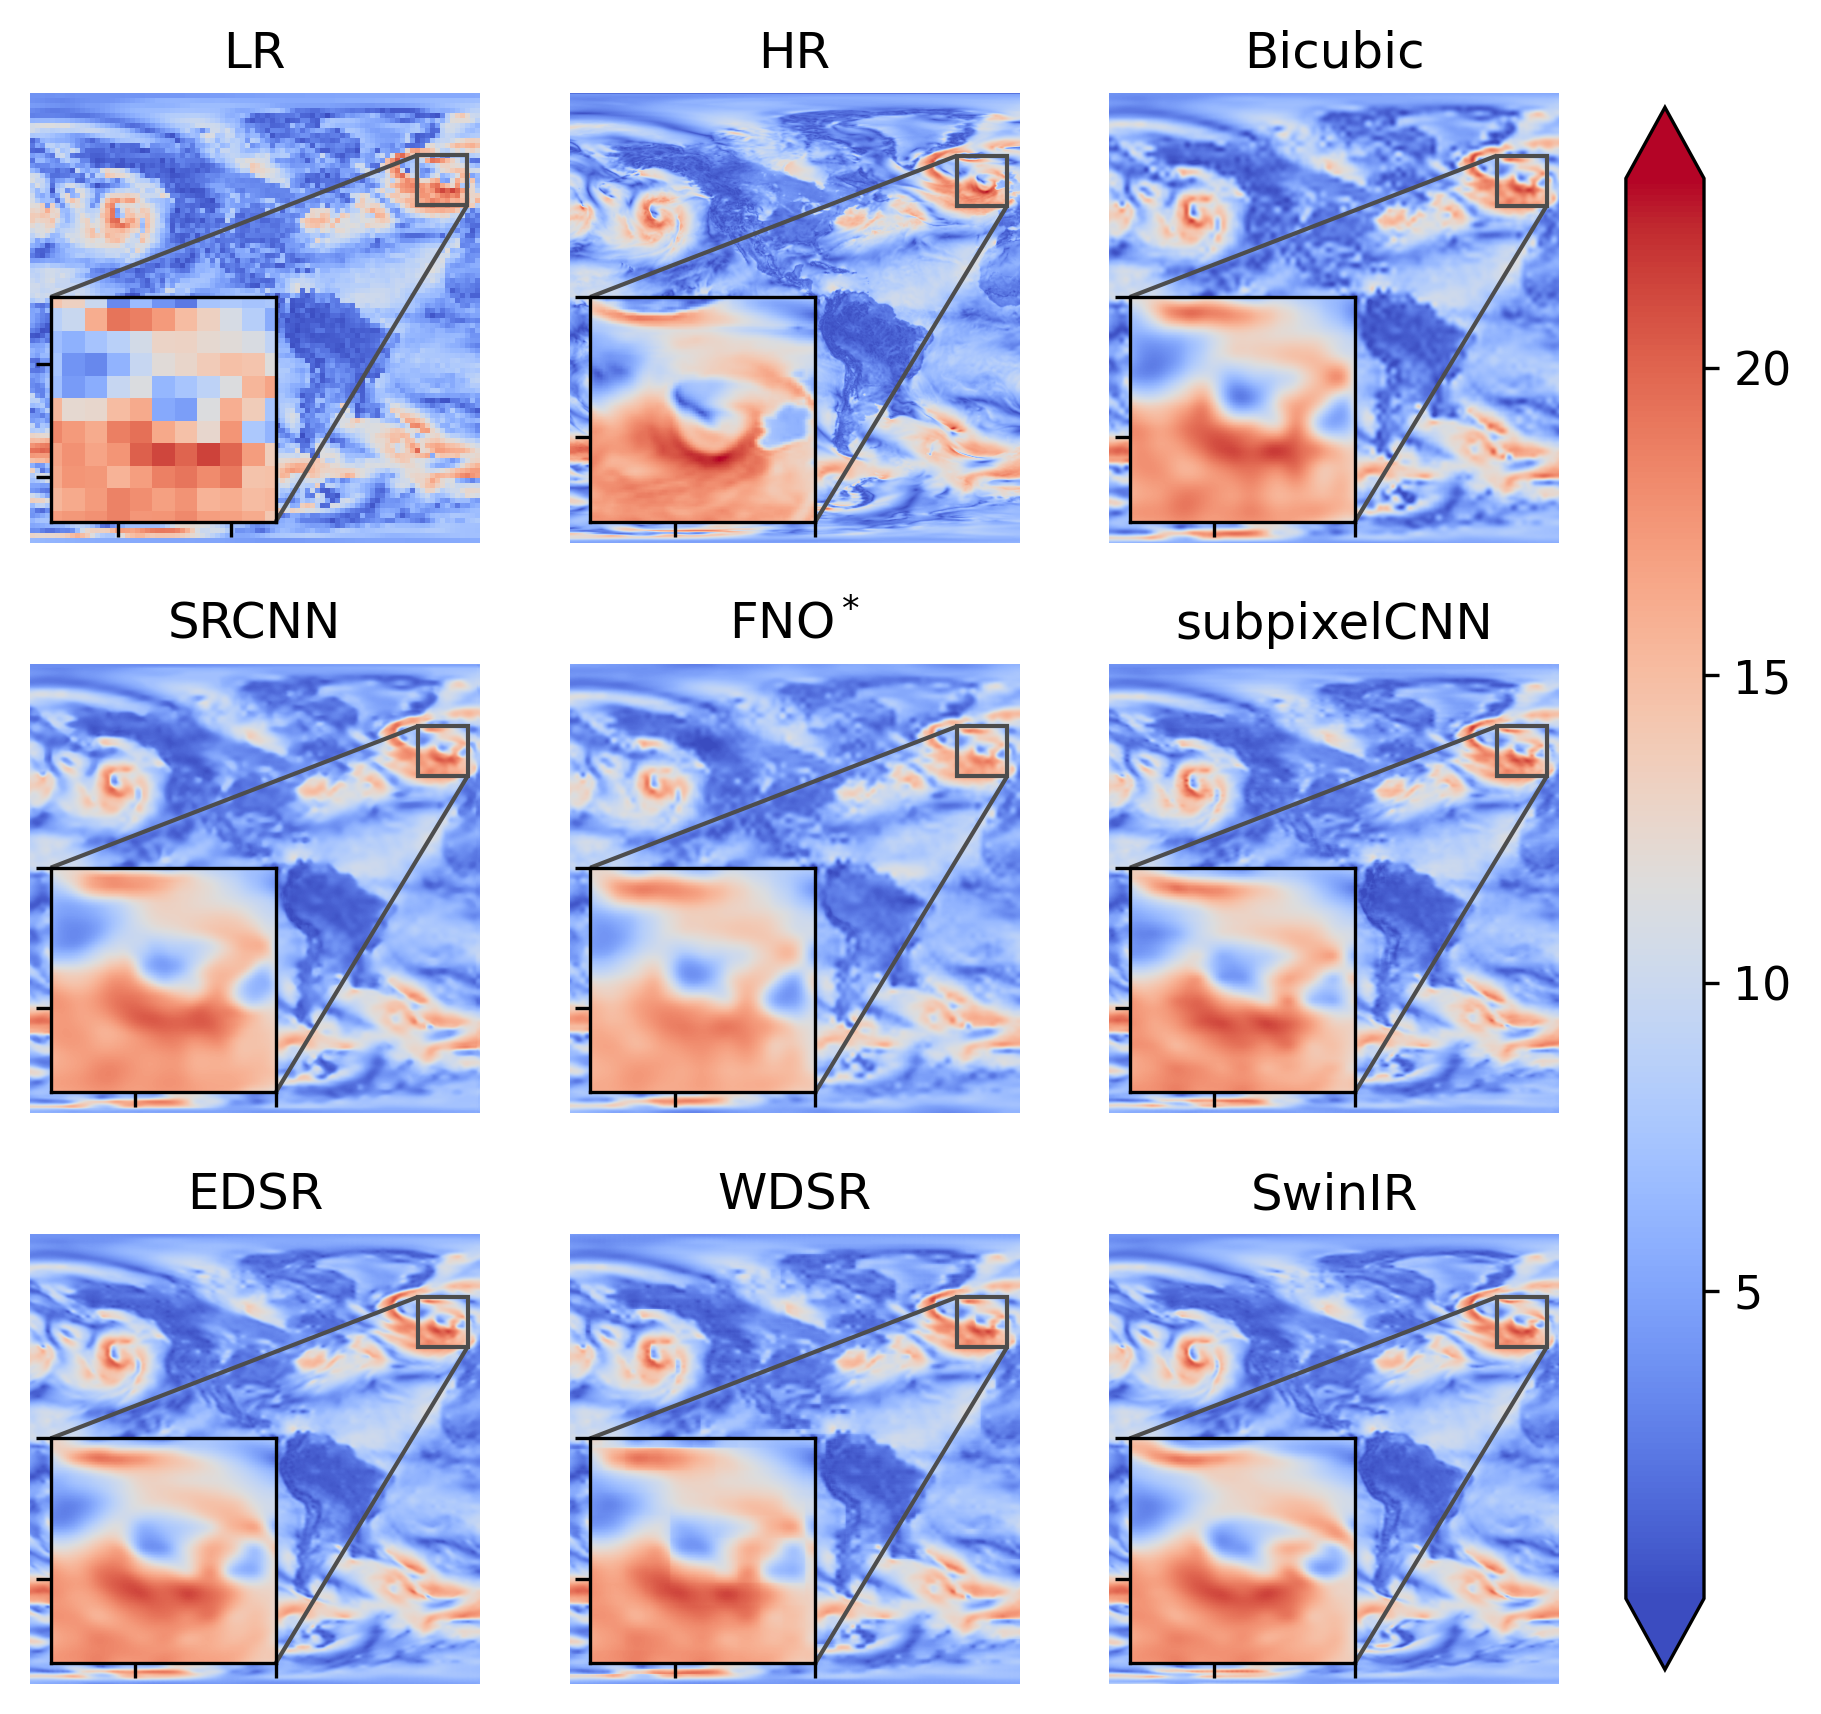 LR
HR
Bicubic
SRCNN
FNO*
subpixelCNN
EDSR
WDSR
SwinIR
20
15
10
5